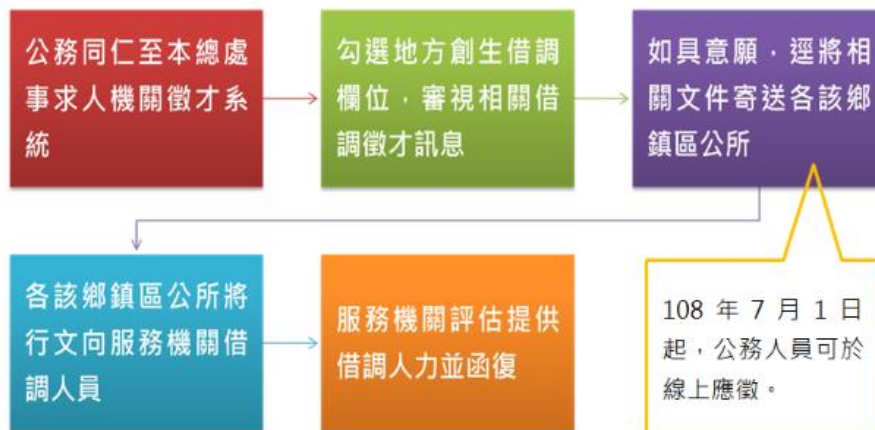 公務同仁至本總處
事求人機關徵才系
統
勾選地方創生借調
欄位，審視相關借
調徵才訊息
如具意願，逕將相
關文件寄送各該鄉
鎮區公所
各該鄉鎮區公所將
行文向服務機關借
調人員
服務機關評估提供
借調人力並函復
108 年 7 月 1 日
起，公務人員可於
線上應徵。